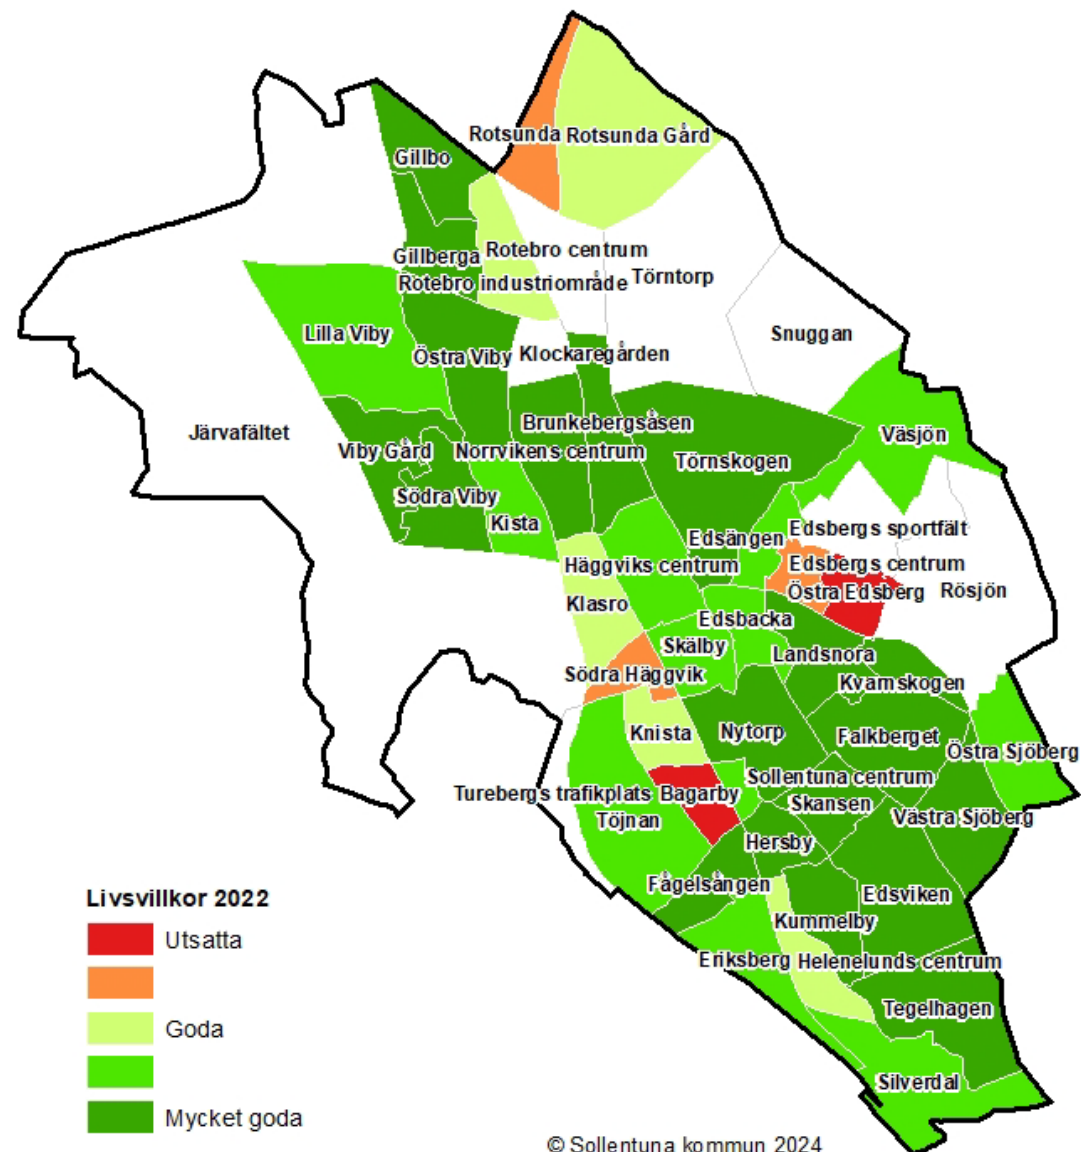 Rotsunda
Rotsunda Gård
Gillbo
Gillberga
Rotebro centrum
Rotebro industriområde
Törntorp
Lilla Viby
Östra Viby
Klockaregården
Snuggan
Järvafältet
Viby Gård
Brunkebergsåsen
Norrvikens centrum
Törnskogen
Väsjön
Södra Viby
Kista
Edsängen
Edsbergs sportfält
Häggviks centrum
Edsbergs centrum
Östra Edsberg
Rösjön
Klasro
Edsbacka
Skälby
Landsnora
Södra Häggvik
Kvarnskogen
Knista
Nytorp
Falkberget
Östra Sjöberg
Sollentuna centrum
Turebergs trafikplats
Bagarby
Skansen
Töjnan
Västra Sjöberg
Hersby
Fågelsången
Edsviken
Kummelby
Eriksberg
Helenelunds centrum
Tegelhagen
Silverdal
Livsvillkor 2022
Utsatta
Goda
Mycket goda
© Sollentuna kommun 2024